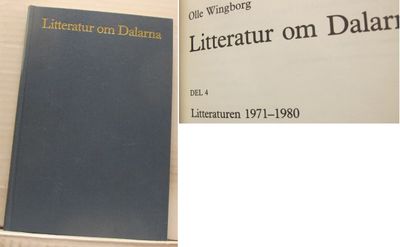 Litteratur om Dalarna
Olle Wingborg
Litteratur om Dalar
DEL 4
Litteraturen 1971–1980